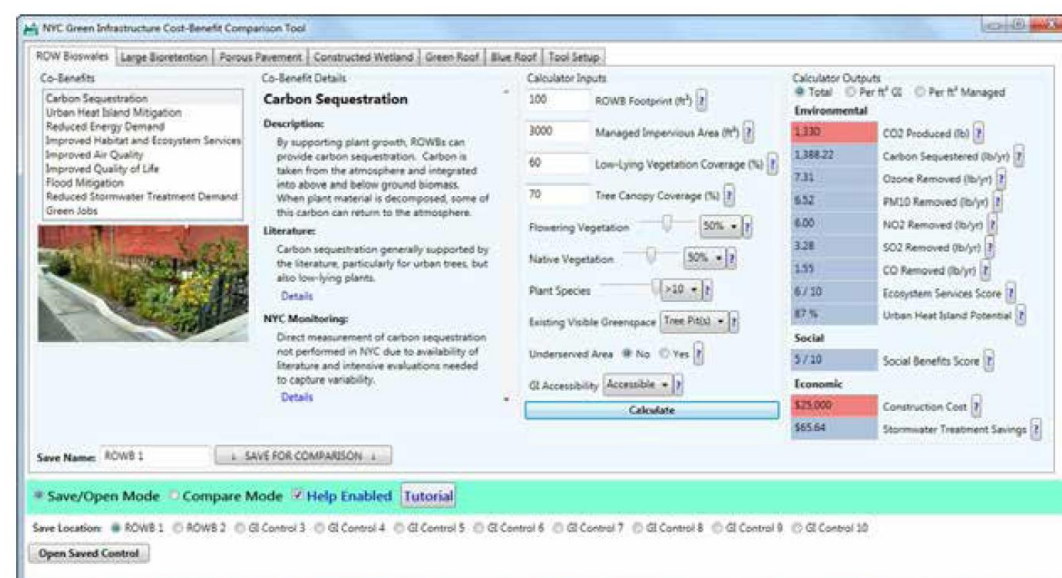 NYC Green Infrastructure Cost-Benefit Comparison Tool
ROW Bioswales Large Bioretention Porous Pavement Constructed Wetland Green Roof Blue Roof Tool Setup
Co-Benefits
Carbon Sequestration
Urban Heat Island Mitigation
Reduced Energy Demand
Improved Habitat and Ecosystem Services
Improved Air Quality
Improved Quality of Life
Flood Mitigation
Reduced Stormwater Treatment Demand
Green Jobs
Co-Benefit Details
Carbon Sequestration
Description:
By supporting plant growth, ROWBs can
provide carbon sequestration. Carbon is
taken from the atmosphere and integrated
into above and below ground biomass.
When plant material is decomposed, some of
this carbon can return to the atmosphere.
Literature:
Carbon sequestration generally supported by
the literature, particularly for urban trees, but
also low-lying plants.
Details
NYC Monitoring:
Direct measurement of carbon sequestration
not performed in NYC due to availability of
literature and intensive evaluations needed
to capture variability.
Details
Calculator Inputs
100 ROWB Footprint (ft²) ?
3000 Managed Impervious Area (ft²) ?
60 Low-Lying Vegetation Coverage (%) ?
70 Tree Canopy Coverage (%) ?
Flowering Vegetation 50% ?
Native Vegetation 50% ?
Plant Species >10 ?
Existing Visible Greenspace Tree Pit(s) ?
Underserved Area No Yes ?
GI Accessibility Accessible ?
Calculate
Calculator Outputs
Total Per ft² GI Per ft² Managed
Environmental
1,330 CO2 Produced (lb) ?
1,388.22 Carbon Sequestered (lb/yr) ?
7.31 Ozone Removed (lb/yr) ?
6.52 PM10 Removed (lb/yr) ?
6.00 NO2 Removed (lb/yr) ?
3.28 SO2 Removed (lb/yr) ?
1.55 CO Removed (lb/yr) ?
6 / 10 Ecosystem Services Score ?
87 % Urban Heat Island Potential ?
Social
5 / 10 Social Benefits Score ?
Economic
$25,000 Construction Cost ?
$65.64 Stormwater Treatment Savings ?
Save Name: ROWB 1 ↓ SAVE FOR COMPARISON ↓
Save/Open Mode Compare Mode Help Enabled Tutorial
Save Location: ROWB 1 ROWB 2 GI Control 3 GI Control 4 GI Control 5 GI Control 6 GI Control 7 GI Control 8 GI Control 9 GI Control 10
Open Saved Control